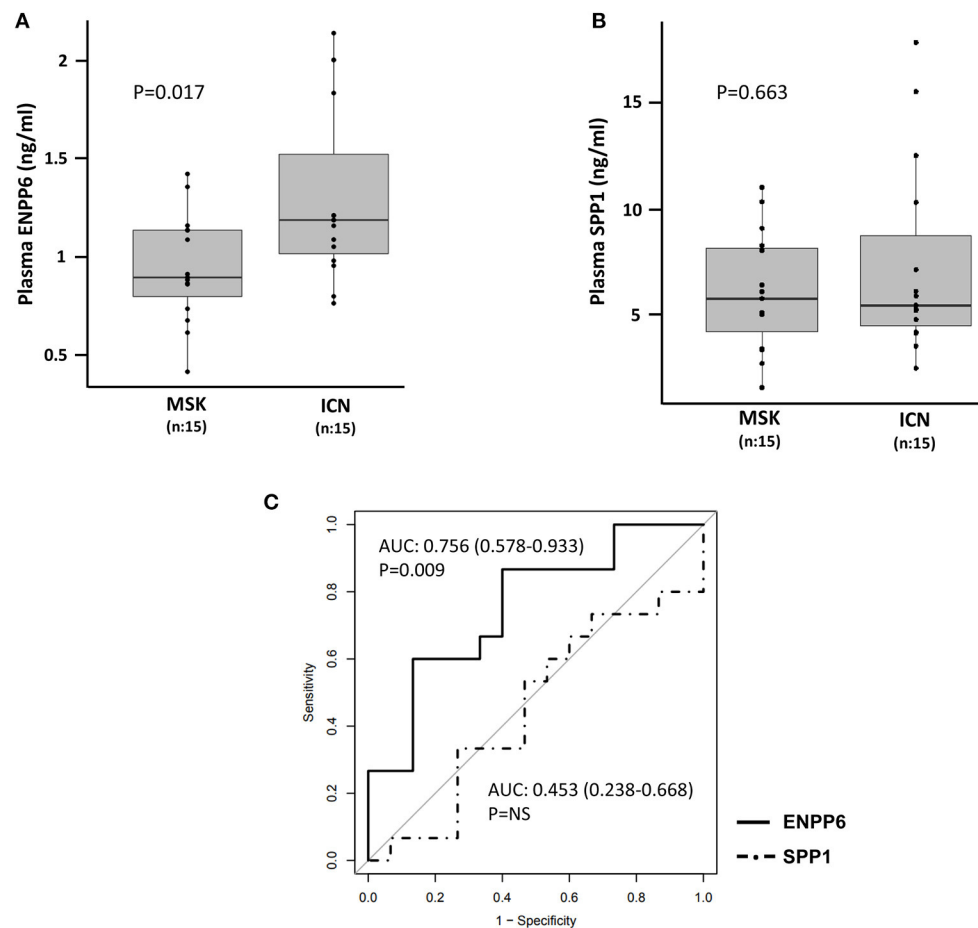 A
Plasma ENPP6 (ng/ml)
2
1.5
1
0.5
P=0.017
MSK
(n:15)
ICN
(n:15)
B
Plasma SPP1 (ng/ml)
15
10
5
P=0.663
MSK
(n:15)
ICN
(n:15)
C
Sensitivity
1.0
0.8
0.6
0.4
0.2
0.0
AUC: 0.756 (0.578-0.933)
P=0.009
AUC: 0.453 (0.238-0.668)
P=NS
0.0 0.2 0.4 0.6 0.8 1.0
1 − Specificity
ENPP6
SPP1